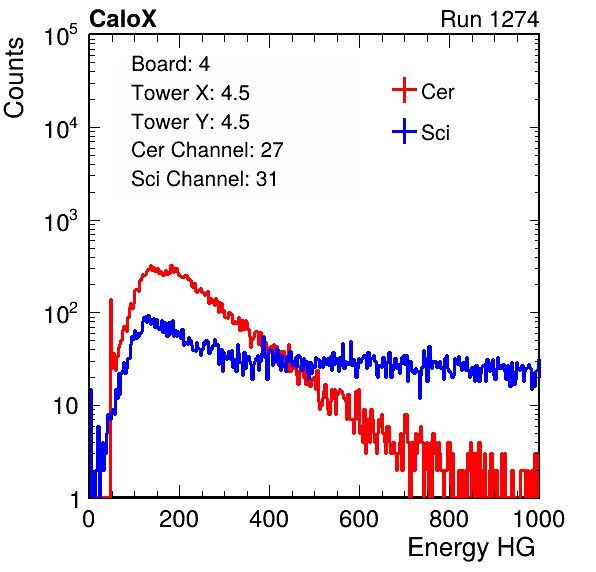 CaloX Run 1274
Counts
10^5
10^4
10^3
10^2
10
1
Board: 4
Tower X: 4.5
Tower Y: 4.5
Cer Channel: 27
Sci Channel: 31
Cer
Sci
0 200 400 600 800 1000
Energy HG